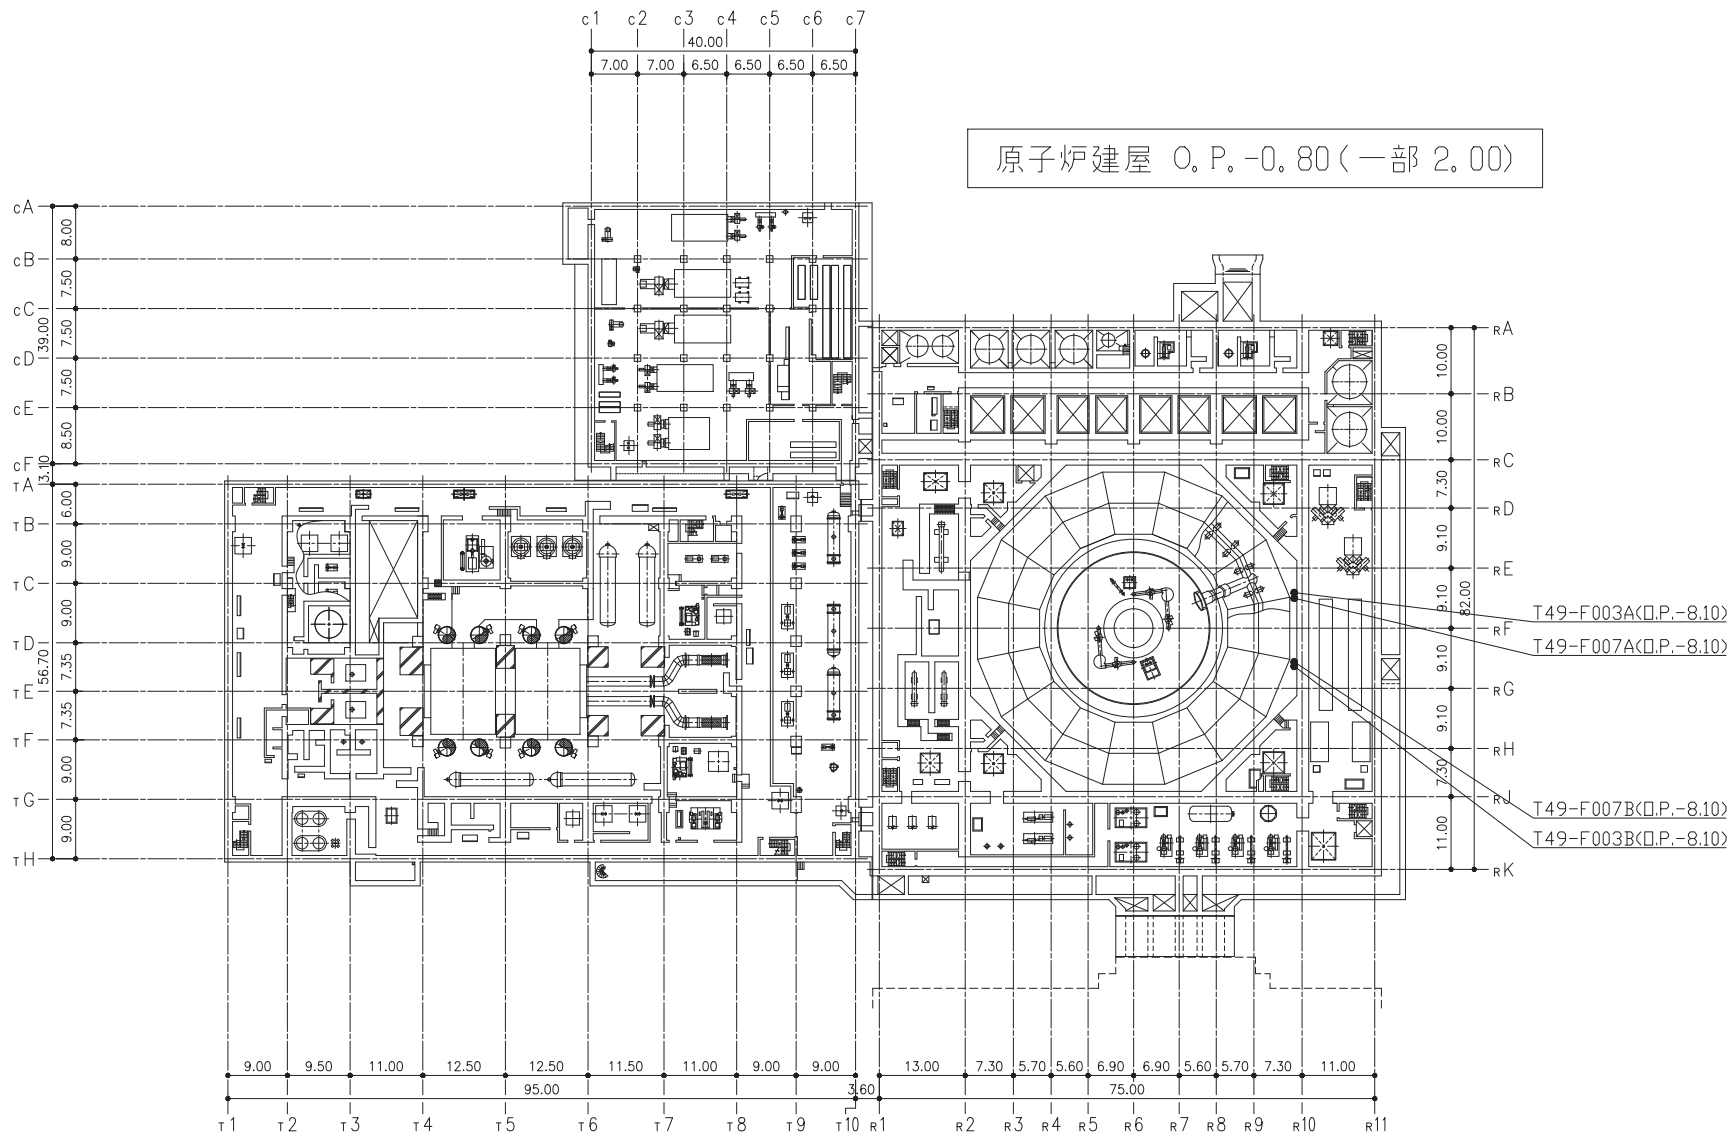 c1 c2 c3 c4 c5 c6 c7
40.00
7.00 7.00 6.50 6.50 6.50 6.50
原子炉建屋 O.P.-0.80(一部 2.00)
cA
8.00
cB
7.50
cC
7.50
39.00
cD
7.50
cE
8.50
cF
3.10
TA
6.00
TB
9.00
TC
9.00
TD
7.35
56.70
TE
7.35
TF
9.00
TG
9.00
TH
RA
10.00
RB
10.00
RC
7.30
RD
9.10
RE
9.10
82.00
RF
9.10
RG
9.10
RH
7.30
RJ
11.00
RK
T49-F003A(O.P.-8.10)
T49-F007A(O.P.-8.10)
T49-F007B(O.P.-8.10)
T49-F003B(O.P.-8.10)
9.00 9.50 11.00 12.50 12.50 11.50 11.00 9.00 9.00 13.00 7.30 5.70 5.60 6.90 6.90 5.60 5.70 7.30 11.00
95.00 3.60 75.00
T1 T2 T3 T4 T5 T6 T7 T8 T9 T10 R1 R2 R3 R4 R5 R6 R7 R8 R9 R10 R11